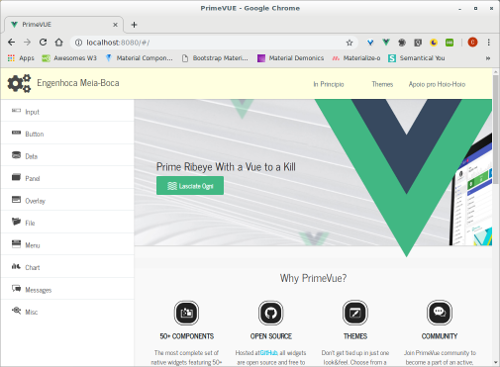 PrimeVUE - Google Chrome
PrimeVUE
localhost:8080/#/
Apps Awesomes W3 Material Compon... Bootstrap Materi... Material Demonics Materialize-o Semantical You
Engenhoca Meia-Boca
In Principio Themes Apoio pro Hoio-Hoio
Input
Button
Data
Panel
Overlay
File
Menu
Chart
Messages
Misc
Prime Ribeye With a Vue to a Kill
Lasciate Ogni
Why PrimeVue?
50+ COMPONENTS OPEN SOURCE THEMES COMMUNITY
The most complete set of Hosted at GitHub, all widgets Don't get tied up in just one Join PrimeVue community to
native widgets featuring 50+ are open source and free to look&feel. Choose from a become a part of an active,